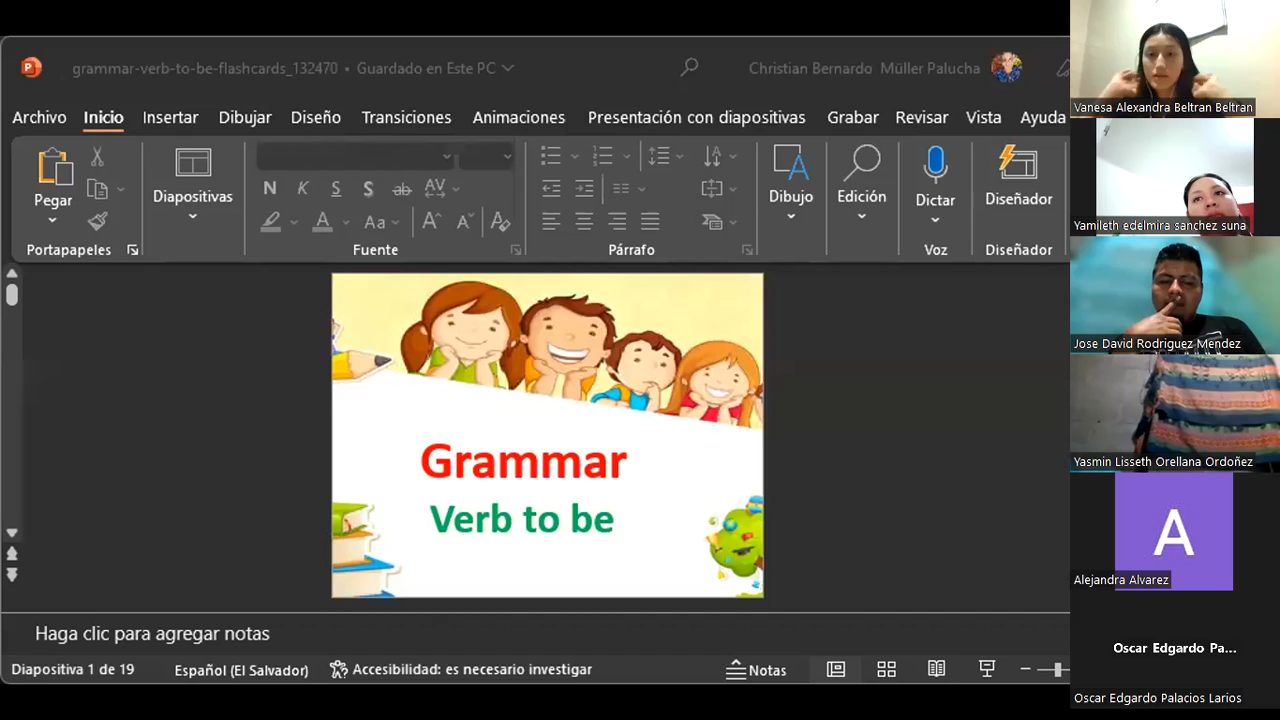 grammar-verb-to-be-flashcards_132470 • Guardado en Este PC
Christian Bernardo Müller Palucha
Archivo Inicio Insertar Dibujar Diseño Transiciones Animaciones Presentación con diapositivas Grabar Revisar Vista Ayuda
Pegar
Portapapeles
Diapositivas
N K S S ab AV
A Aa A A A
Fuente
Párrafo
Dibujo
Edición
Dictar
Voz
Diseñador
Diseñador
Grammar
Verb to be
Haga clic para agregar notas
Diapositiva 1 de 19 Español (El Salvador) Accesibilidad: es necesario investigar Notas
Vanesa Alexandra Beltran Beltran
Yamileth edelmira sanchez suna
Jose David Rodriguez Mendez
Yasmin Lisseth Orellana Ordoñez
A
Alejandra Alvarez
Oscar Edgardo Pa...
Oscar Edgardo Palacios Larios